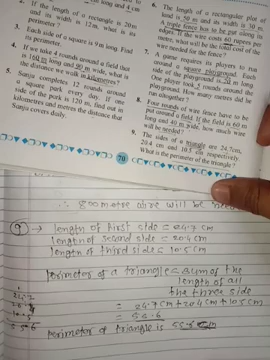 2. If the length of a rectangle is 20m
and its width is 12m, what is its
perimeter.
3. Each side of a square is 9m long. Find
its perimeter.
4. If we take 4 rounds around a field that
is 160 m long and 90 m wide, what is
the distance we walk in kilometres?
5. Sanju completes 12 rounds around
a square park every day. If one
side of the park is 120 m, find out in
kilometres and metres the distance that
Sanju covers daily.
6. The length of a rectangular plot of
land is 50 m and its width is
A triple fence has to be put along its
edges. If the wire costs 60 rupees per
metre, what will be the total cost of the
wire needed for the fence?
7. A game requires its players to run
around a square playground. Each
side of the playground is m long.
One player took rounds around the
playground. How many metres did he
run altogether?
8. Four rounds of wire fence have to be
put around a field. If the field is 60 m
long and 40 m wide, how much wire
will be needed?
9. The sides of a triangle are 24.7cm,
20.4 cm and 10.5 cm respectively.
What is the perimeter of the triangle?
70
∴ 800metre wire will be
9 → length of first side = 24.7 cm
length of second side = 20.4 cm
length of third side = 10.5 cm
Perimeter of a triangle = sum of the
length of all
the three side
= 24.7 cm + 20.4 cm + 10.5 cm
= 55.6
Perimeter of triangle is 55.6 cm